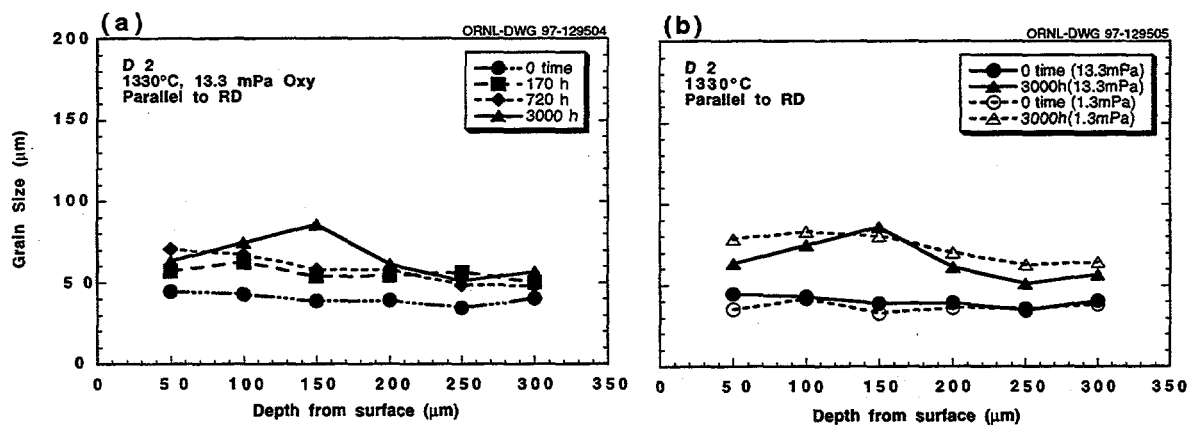 (a)
ORNL-DWG 97-129504
D 2
1330°C, 13.3 mPa Oxy
Parallel to RD
0 time
170 h
720 h
3000 h
200
150
100
50
0
Grain Size (μm)
0 50 100 150 200 250 300 350
Depth from surface (μm)
(b)
ORNL-DWG 97-129505
D 2
1330°C
Parallel to RD
0 time (13.3mPa)
3000h(13.3mPa)
0 time (1.3mPa)
3000h(1.3mPa)
0 50 100 150 200 250 300 350
Depth from surface (μm)